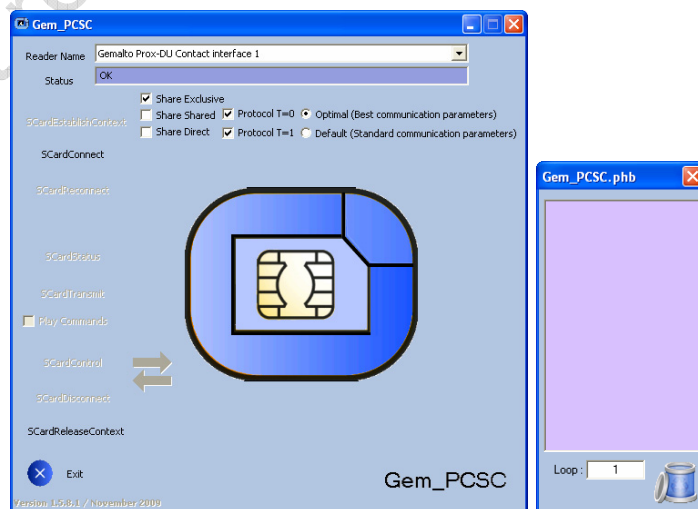 Gem_PCSC
Reader Name Gemalto Prox-DU Contact interface 1
Status OK
Share Exclusive
SCardEstablishContext Share Shared Protocol T=0 Optimal (Best communication parameters)
Share Direct Protocol T=1 Default (Standard communication parameters)
SCardConnect
SCardReconnect
SCardStatus
SCardTransmit
Play Commands
SCardControl
SCardDisconnect
SCardReleaseContext
Exit
Gem_PCSC
Version 1.5.8.1 / November 2009
Gem_PCSC.phb
Loop : 1